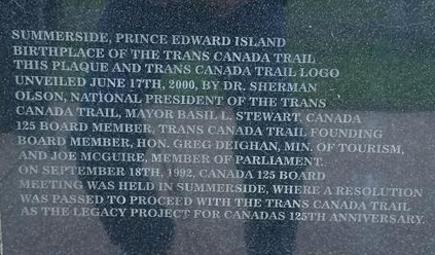 SUMMERSIDE, PRINCE EDWARD ISLAND
BIRTHPLACE OF THE TRANS CANADA TRAIL
THIS PLAQUE AND TRANS CANADA TRAIL LOGO
UNVEILED JUNE 17TH, 2000, BY DR. SHERMAN
OLSON, NATIONAL PRESIDENT OF THE TRANS
CANADA TRAIL, MAYOR BASIL L. STEWART, CANADA
125 BOARD MEMBER, TRANS CANADA TRAIL FOUNDING
BOARD MEMBER, HON. GREG DEIGHAN, MIN. OF TOURISM,
AND JOE MCGUIRE, MEMBER OF PARLIAMENT.
ON SEPTEMBER 18TH, 1992, CANADA 125 BOARD
MEETING WAS HELD IN SUMMERSIDE, WHERE A RESOLUTION
WAS PASSED TO PROCEED WITH THE TRANS CANADA TRAIL
AS THE LEGACY PROJECT FOR CANADAS 125TH ANNIVERSARY.